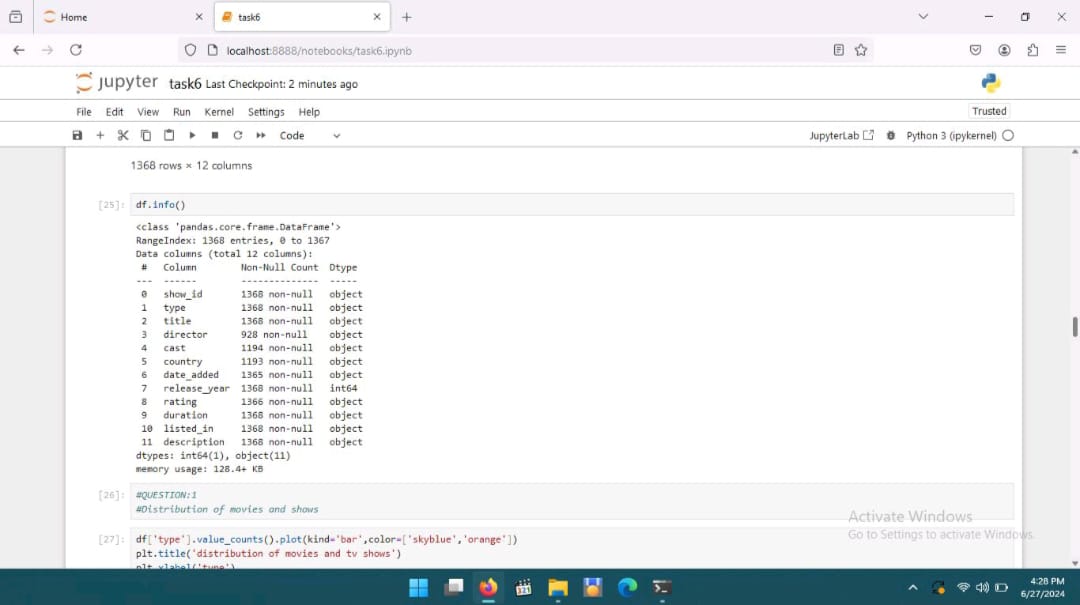 Home
task6
localhost:8888/notebooks/task6.ipynb
jupyter task6 Last Checkpoint: 2 minutes ago
File Edit View Run Kernel Settings Help
Trusted
Code
JupyterLab
Python 3 (ipykernel)
1368 rows × 12 columns
[25]: df.info()
<class 'pandas.core.frame.DataFrame'>
RangeIndex: 1368 entries, 0 to 1367
Data columns (total 12 columns):
# Column Non-Null Count Dtype
--- ------ -------------- -----
0 show_id 1368 non-null object
1 type 1368 non-null object
2 title 1368 non-null object
3 director 928 non-null object
4 cast 1194 non-null object
5 country 1193 non-null object
6 date_added 1365 non-null object
7 release_year 1368 non-null int64
8 rating 1366 non-null object
9 duration 1368 non-null object
10 listed_in 1368 non-null object
11 description 1368 non-null object
dtypes: int64(1), object(11)
memory usage: 128.4+ KB
[26]: #QUESTION:1
#Distribution of movies and shows
[27]: df['type'].value_counts().plot(kind='bar',color=['skyblue','orange'])
plt.title('distribution of movies and tv shows')
plt.xlabel('type')
Activate Windows
Go to Settings to activate Windows.
321
4:28 PM
6/27/2024